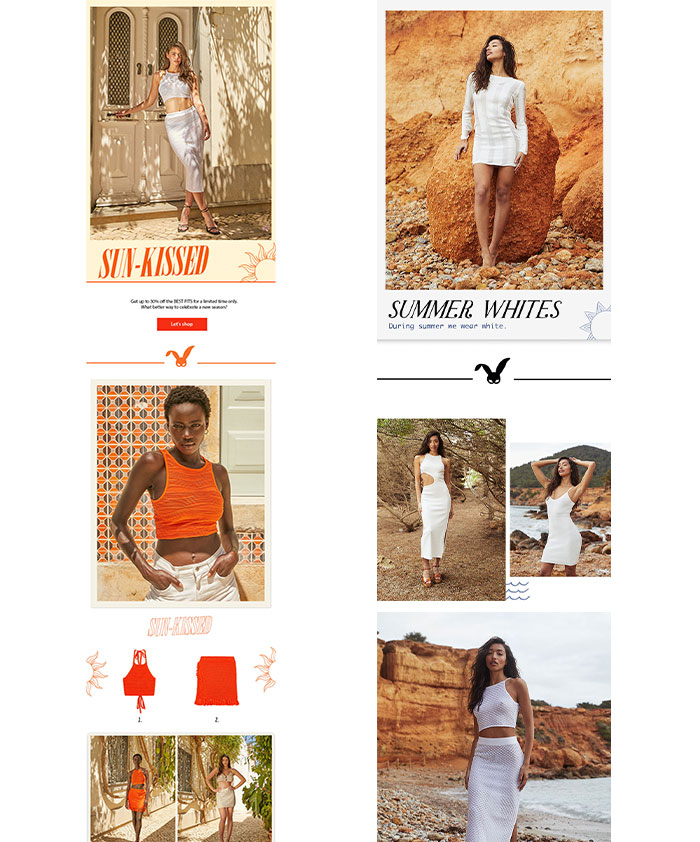 SUN-KISSED
Get up to 30% off the BEST FITS for a limited time only.
What better way to celebrate a new season?
Let's shop
SUN-KISSED
1.
2.
SUMMER WHITES
During summer we wear white.